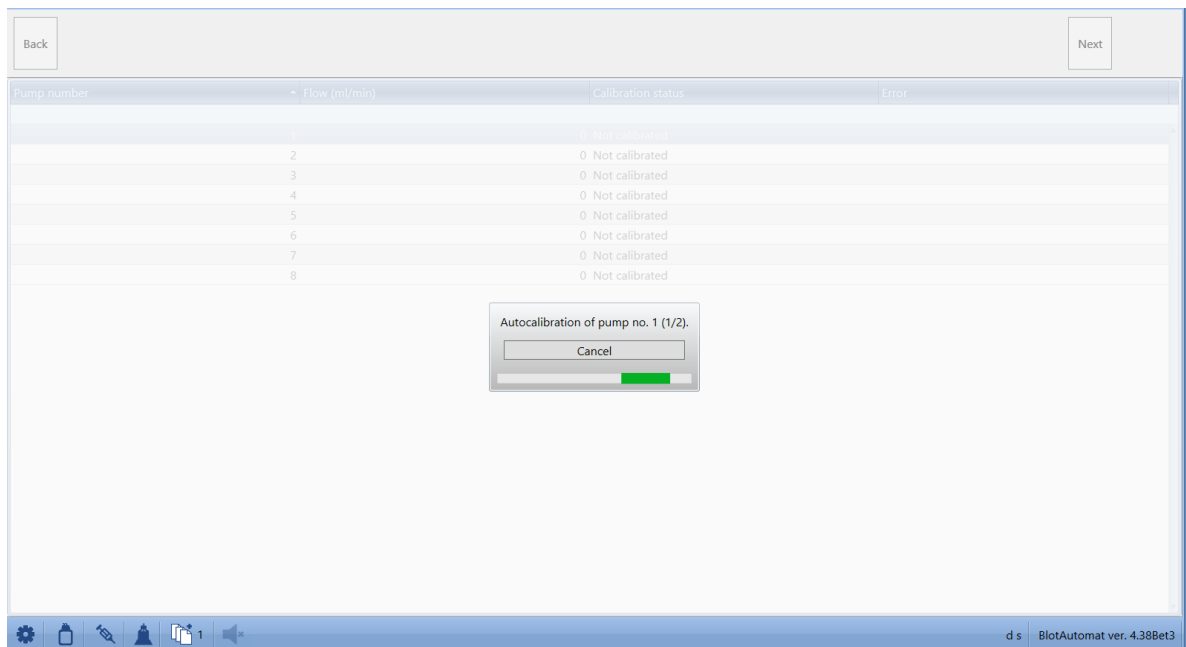 Back
Next
Pump number Flow (ml/min) Calibration status Error
1 0 Not calibrated
2 0 Not calibrated
3 0 Not calibrated
4 0 Not calibrated
5 0 Not calibrated
6 0 Not calibrated
7 0 Not calibrated
8 0 Not calibrated
Autocalibration of pump no. 1 (1/2).
Cancel
1 d s BlotAutomat ver. 4.38Bet3